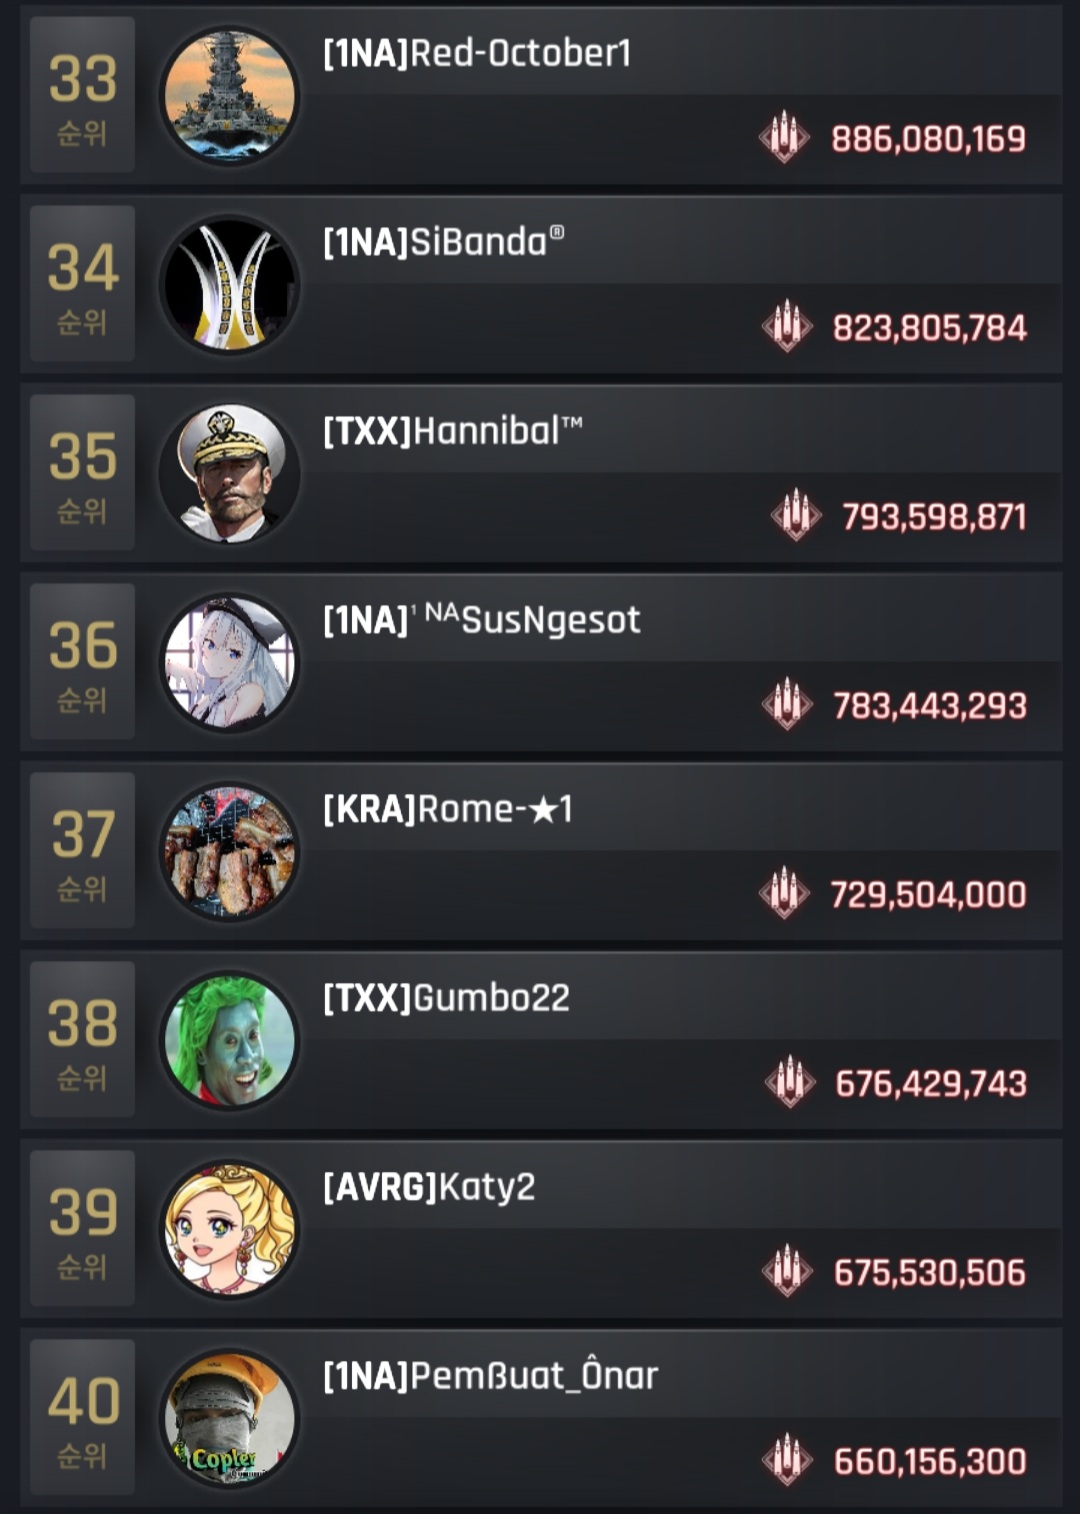 33
순위
[1NA]Red-October1
886,080,169
34
순위
[1NA]SiBanda®
823,805,784
35
순위
[TXX]Hannibal™
793,598,871
36
순위
[1NA]¹ ᴺᴬSusNgesot
783,443,293
37
순위
[KRA]Rome-★1
729,504,000
38
순위
[TXX]Gumbo22
676,429,743
39
순위
[AVRG]Katy2
675,530,506
40
순위
[1NA]Pemßuat_Ônar
660,156,300
Copler